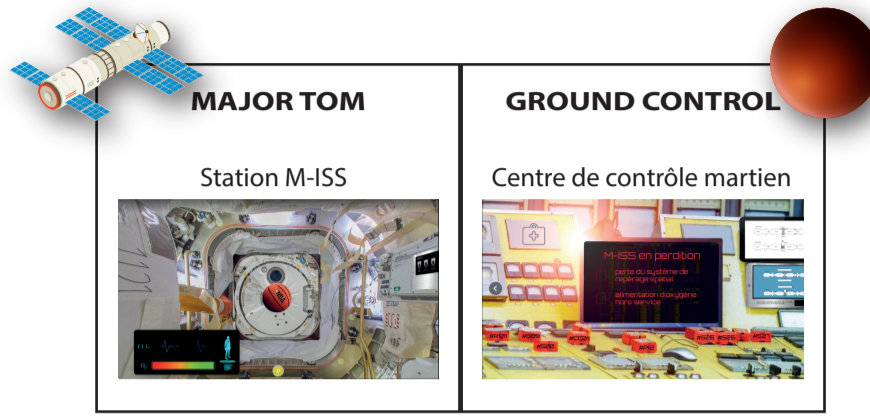 MAJOR TOM
GROUND CONTROL
Station M-ISS
Centre de contrôle martien
M-ISS en perdition
perte du système de
repérage spatial
alimentation dioxygène
hors service